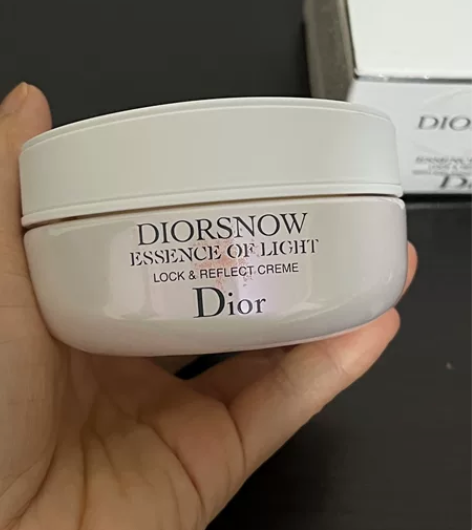 DIORSNOW
ESSENCE OF LIGHT
LOCK & REFLECT CREME
Dior
DIO